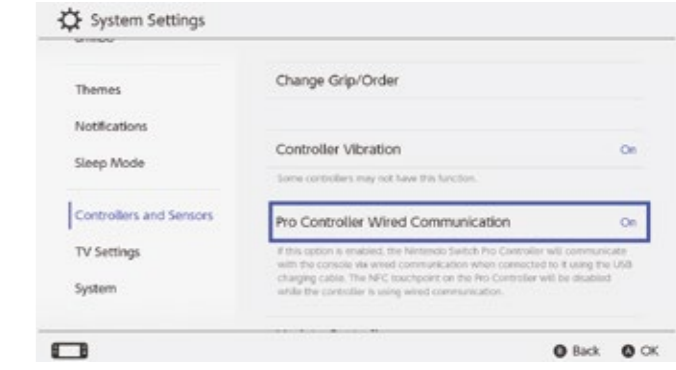 System Settings
amiibo
Themes
Notifications
Sleep Mode
Controllers and Sensors
TV Settings
System
Change Grip/Order
Controller Vibration On
Some controllers may not have this function.
Pro Controller Wired Communication On
If this option is enabled, the Nintendo Switch Pro Controller will communicate
with the console via wired communication when connected to it using the USB
charging cable. The NFC touchpoint on the Pro Controller will be disabled
while the controller is using wired communication.
B Back A OK